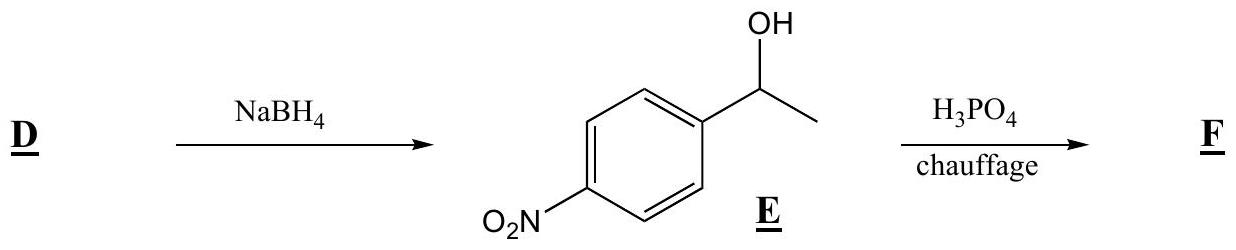 D
NaBH4
OH
O2N
E
H3PO4
chauffage
F